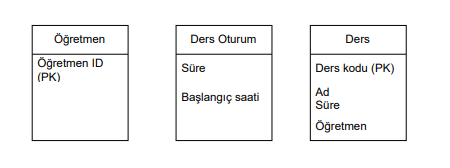 Öğretmen
Öğretmen ID
(PK)
Ders Oturum
Süre
Başlangıç saati
Ders
Ders kodu (PK)
Ad
Süre
Öğretmen